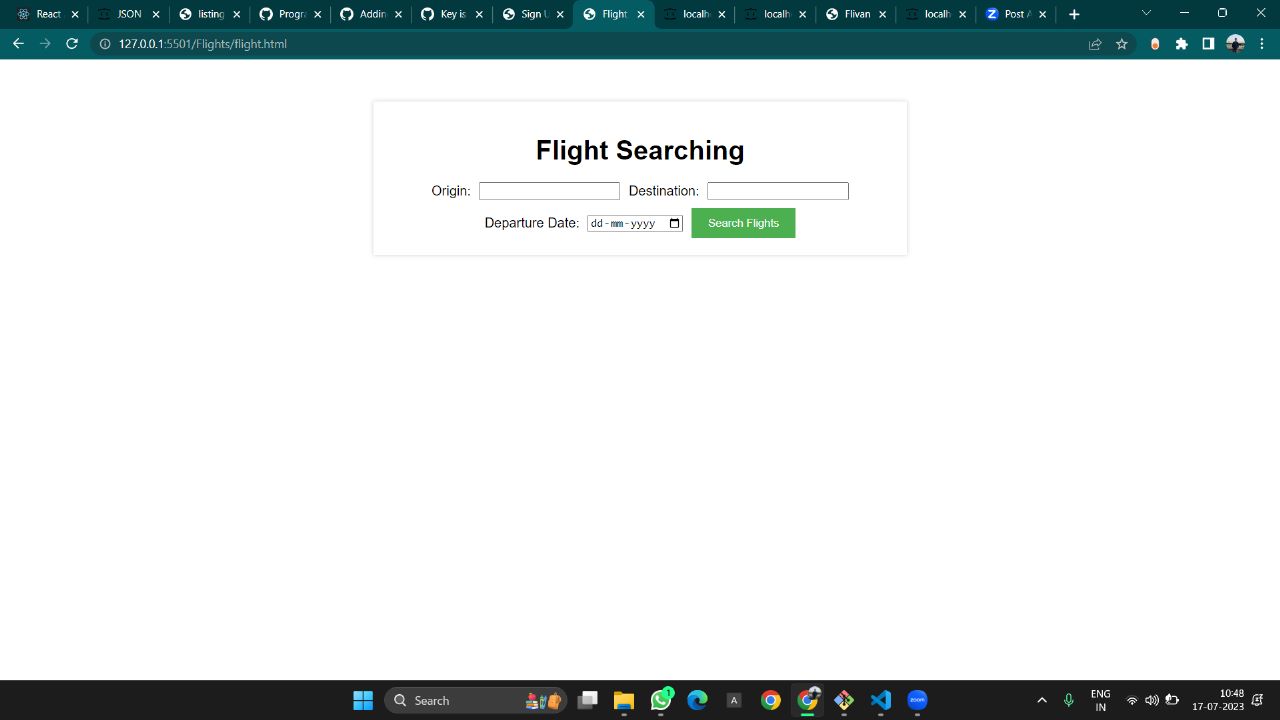 React
JSON
listing
Progra
Addin
Key is
Sign U
Flight
localh
localh
Flivan
localh
Post A
127.0.0.1:5501/Flights/flight.html
Flight Searching
Origin:
Destination:
Departure Date:
dd-mm-yyyy
Search Flights
Search
A
1
zoom
ENG
IN
10:48
17-07-2023